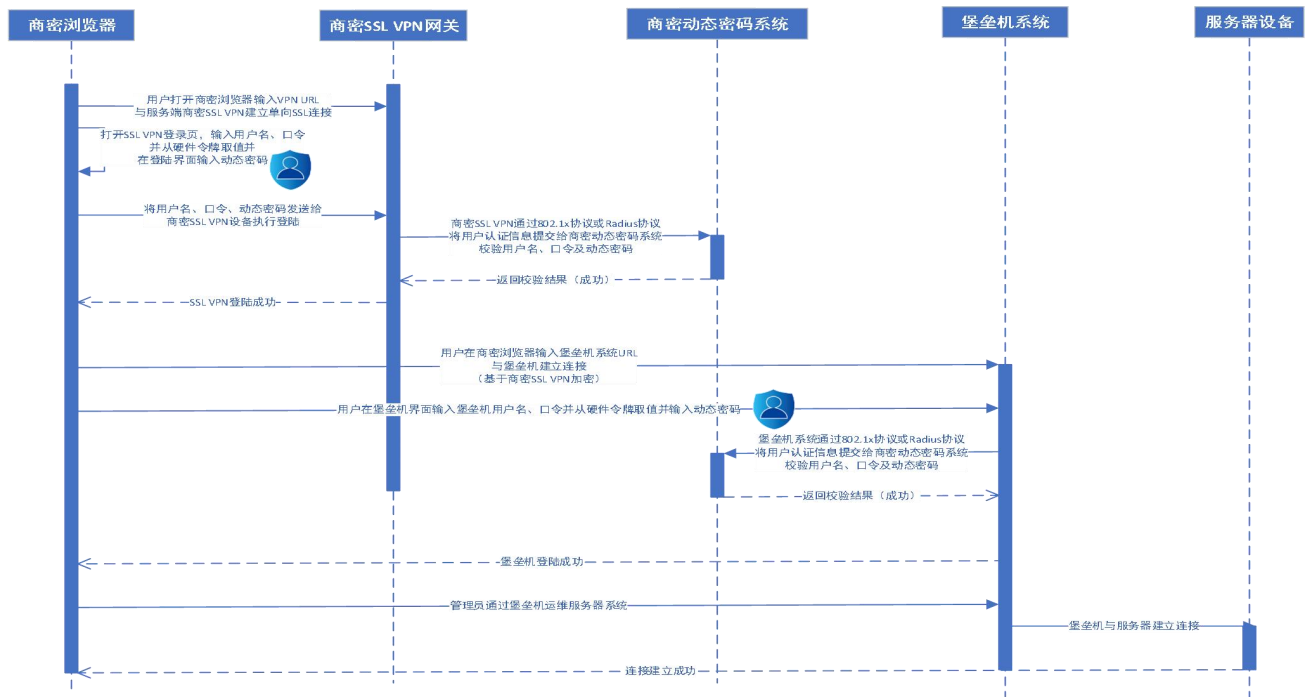 商密浏览器
商密SSL VPN网关
商密动态密码系统
堡垒机系统
服务器设备
用户打开商密浏览器输入VPN URL
与服务端商密SSL VPN建立单向SSL连接
打开SSL VPN登录页，输入用户名、口令
并从硬件令牌取值并
在登陆界面输入动态密码
将用户名、口令、动态密码发送给
商密SSL VPN设备执行登陆
商密SSL VPN通过802.1x协议或Radius协议
将用户认证信息提交给商密动态密码系统
校验用户名、口令及动态密码
返回校验结果（成功）
SSL VPN登陆成功
用户在商密浏览器输入堡垒机系统URL
与堡垒机建立连接
（基于商密SSL VPN加密）
用户在堡垒机界面输入堡垒机用户名、口令并从硬件令牌取值并输入动态密码
堡垒机系统通过802.1x协议或Radius协议
将用户认证信息提交给商密动态密码系统
校验用户名、口令及动态密码
返回校验结果（成功）
堡垒机登陆成功
管理员通过堡垒机运维服务器系统
堡垒机与服务器建立连接
连接建立成功